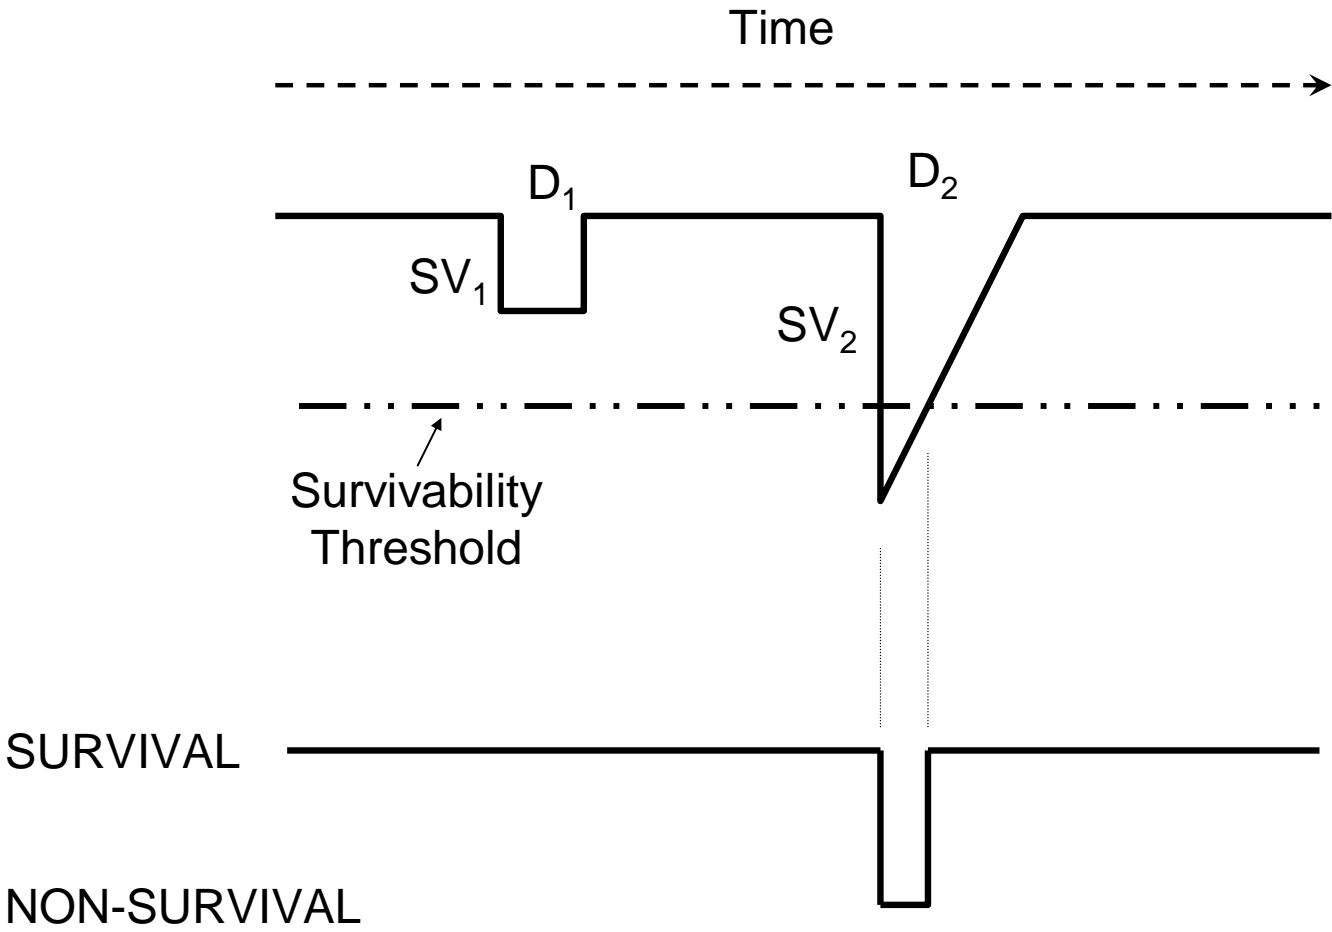 Time
D₁
D₂
SV₁
SV₂
Survivability
Threshold
SURVIVAL
NON-SURVIVAL